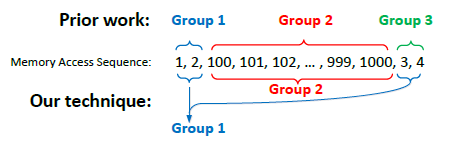 Prior work: Group 1 Group 2 Group 3
Memory Access Sequence: 1, 2, 100, 101, 102, ... , 999, 1000, 3, 4
Our technique: Group 2
Group 1